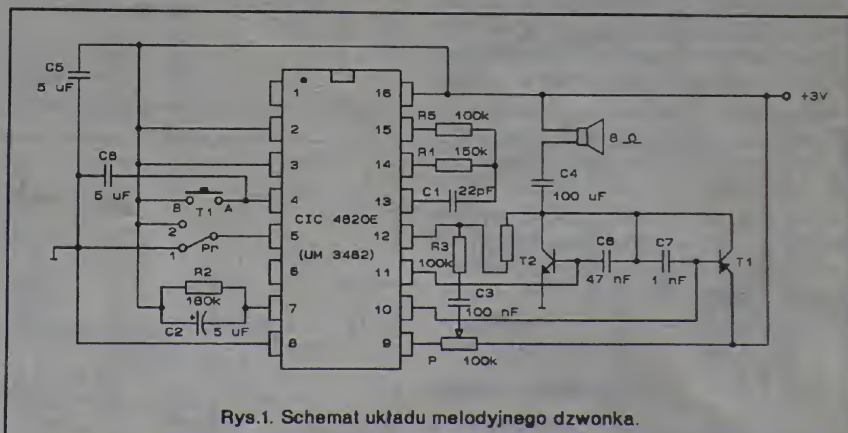 C5
5 uF
C8
5 uF
B T1 A
2
1 Pr
R2
180k
C2 + 5 uF
1
2
3
4
5
6
7
8
CIC 4820E
(UM 3482)
16
15
14
13
12
11
10
9
R5 100k
R1 150k
C1 22pF
R3
100k
C3
100 nF
P 100k
8 Ω
C4
100 uF
T2
C6
47 nF
C7
1 nF
T1
+3V
Rys.1. Schemat układu melodyjnego dzwonka.